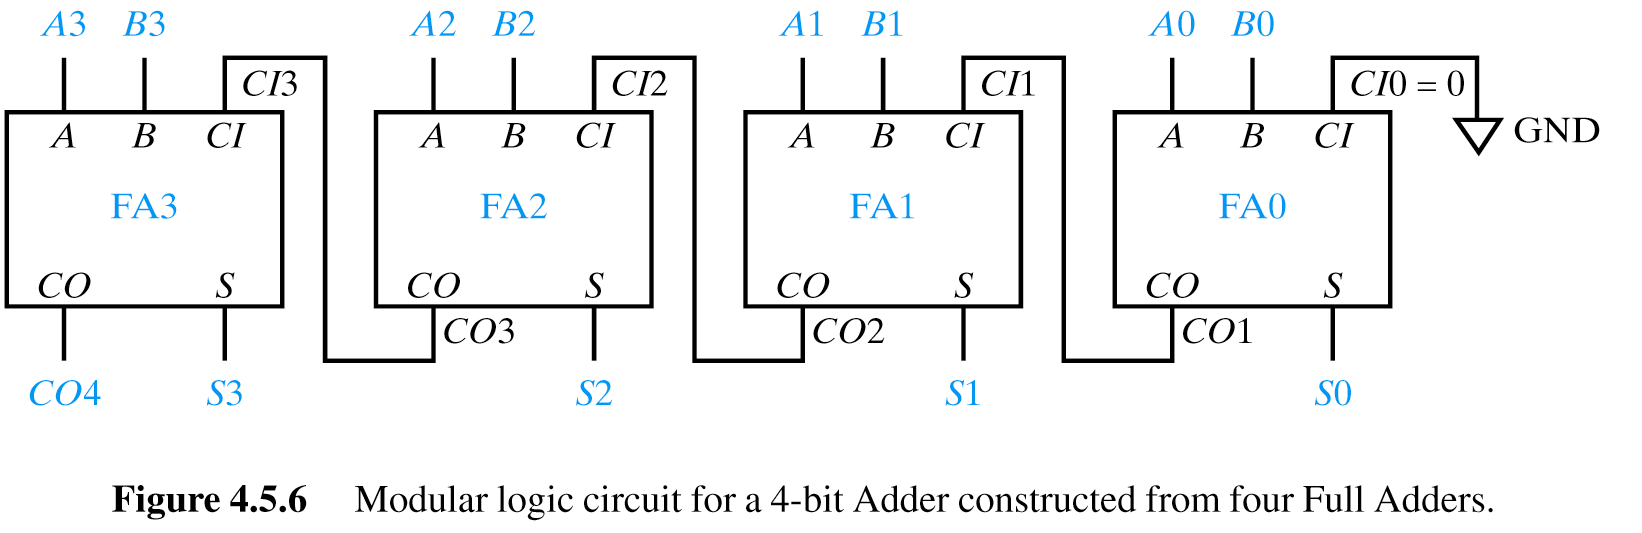 A3 B3 A2 B2 A1 B1 A0 B0
CI3 CI2 CI1 CI0 = 0
A B CI A B CI A B CI A B CI GND
FA3 FA2 FA1 FA0
CO S CO S CO S CO S
CO3 CO2 CO1
CO4 S3 S2 S1 S0
Figure 4.5.6 Modular logic circuit for a 4-bit Adder constructed from four Full Adders.